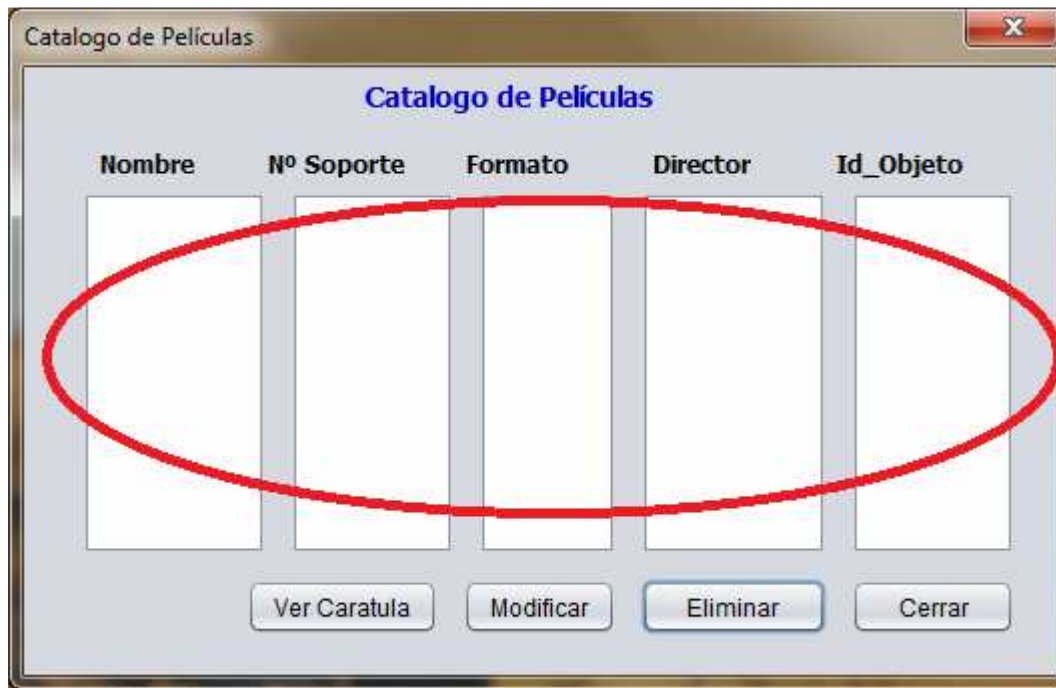 Catalogo de Películas
Catalogo de Películas
Nombre Nº Soporte Formato Director Id_Objeto
Ver Caratula Modificar Eliminar Cerrar